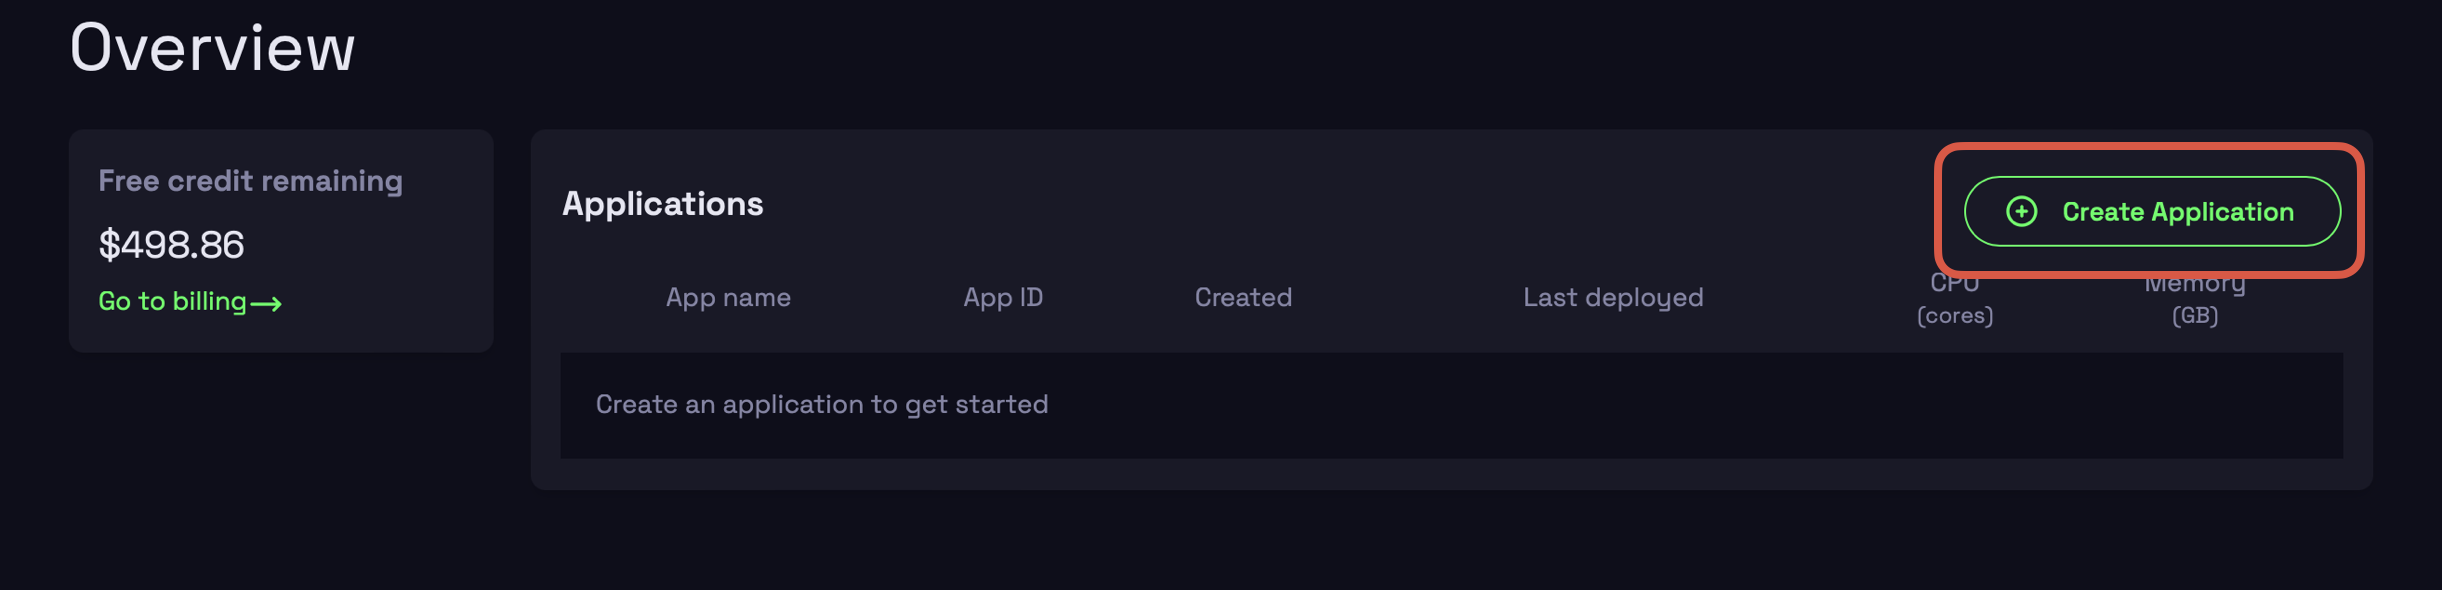 Overview
Free credit remaining
$498.86
Go to billing→
Applications
Create Application
App name App ID Created Last deployed CPU (cores) Memory (GB)
Create an application to get started